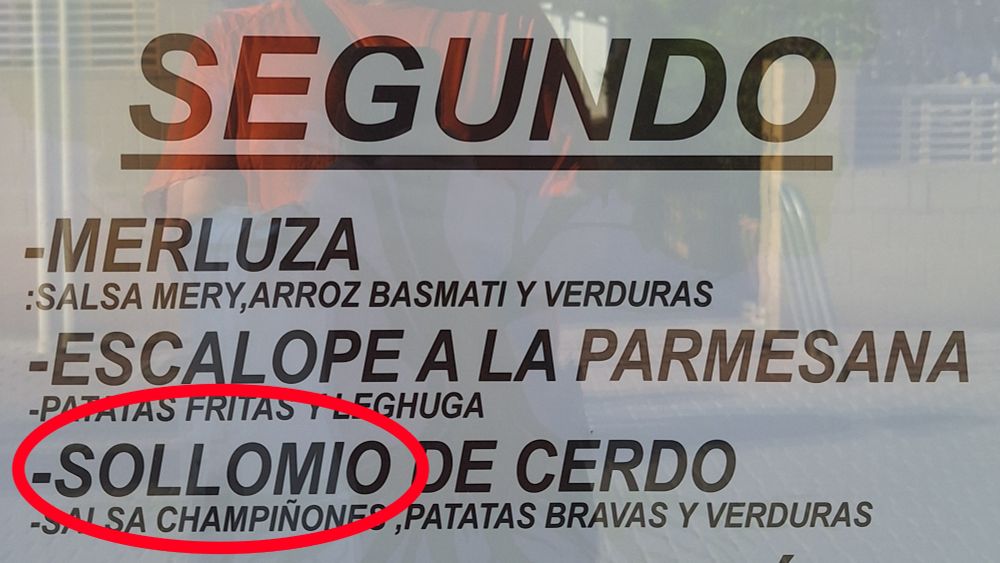 SEGUNDO
-MERLUZA
:SALSA MERY,ARROZ BASMATI Y VERDURAS
-ESCALOPE A LA PARMESANA
-PATATAS FRITAS Y LEGHUGA
-SOLLOMIO DE CERDO
-SALSA CHAMPIÑONES ,PATATAS BRAVAS Y VERDURAS